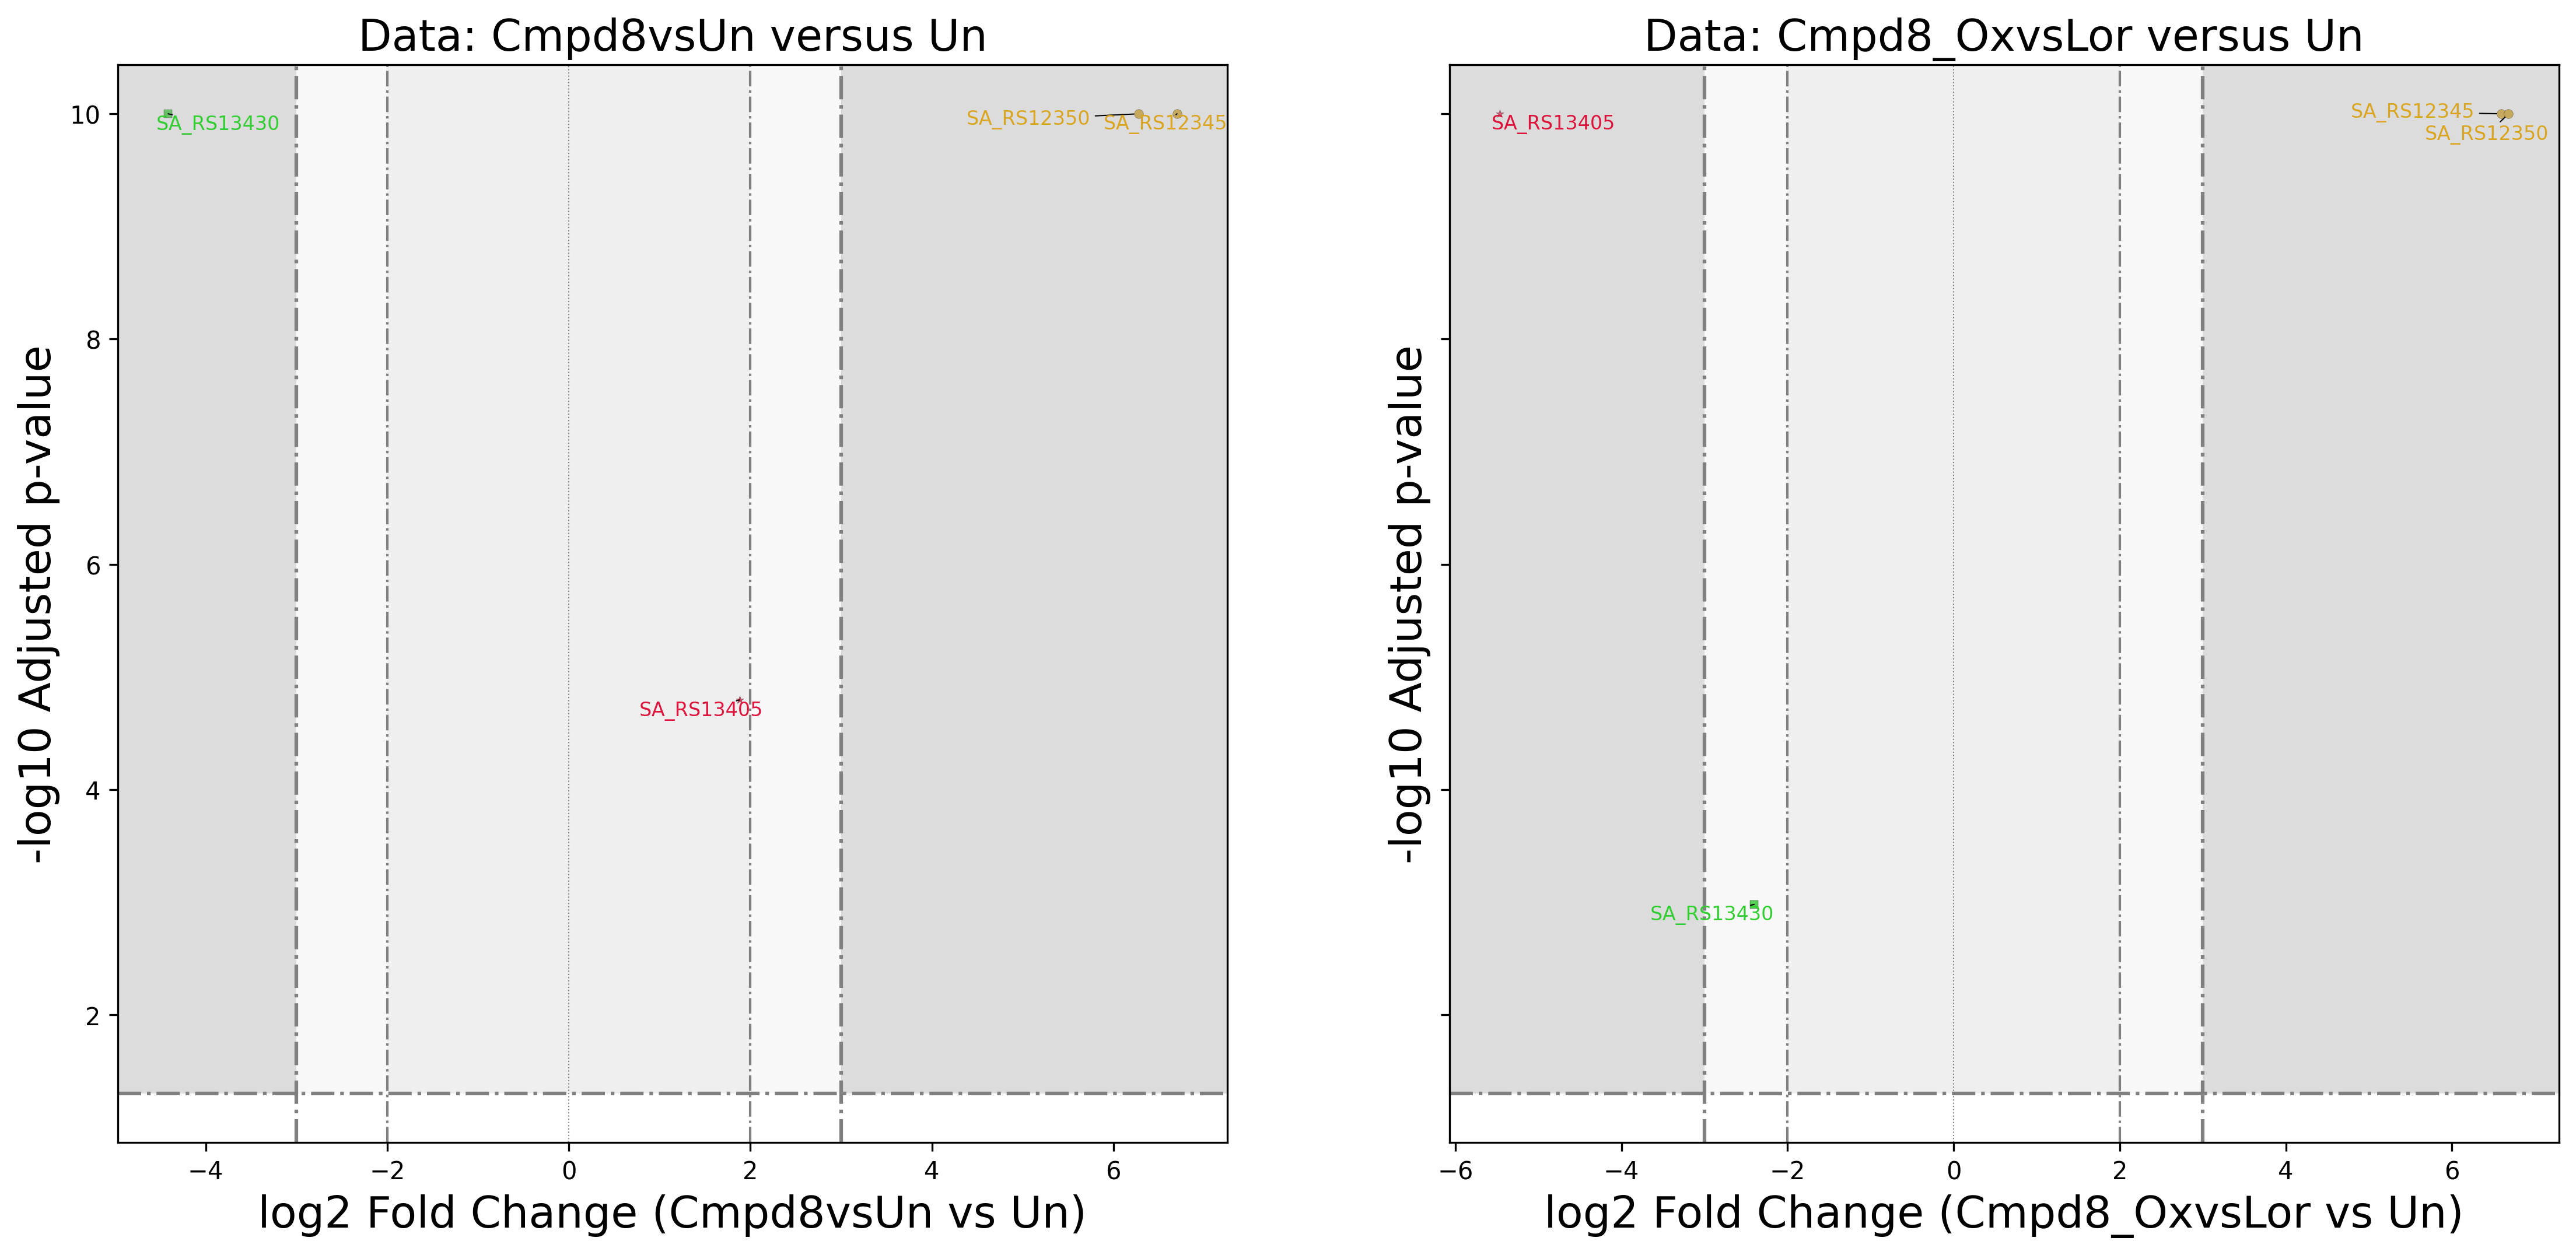 Data: Cmpd8vsUn versus Un
10
8
6
4
2
-log10 Adjusted p-value
SA_RS13430
SA_RS12350
SA_RS12345
SA_RS13405
−4
−2
0
2
4
6
log2 Fold Change (Cmpd8vsUn vs Un)
Data: Cmpd8_OxvsLor versus Un
-log10 Adjusted p-value
SA_RS13405
SA_RS12345
SA_RS12350
SA_RS13430
−6
−4
−2
0
2
4
6
log2 Fold Change (Cmpd8_OxvsLor vs Un)